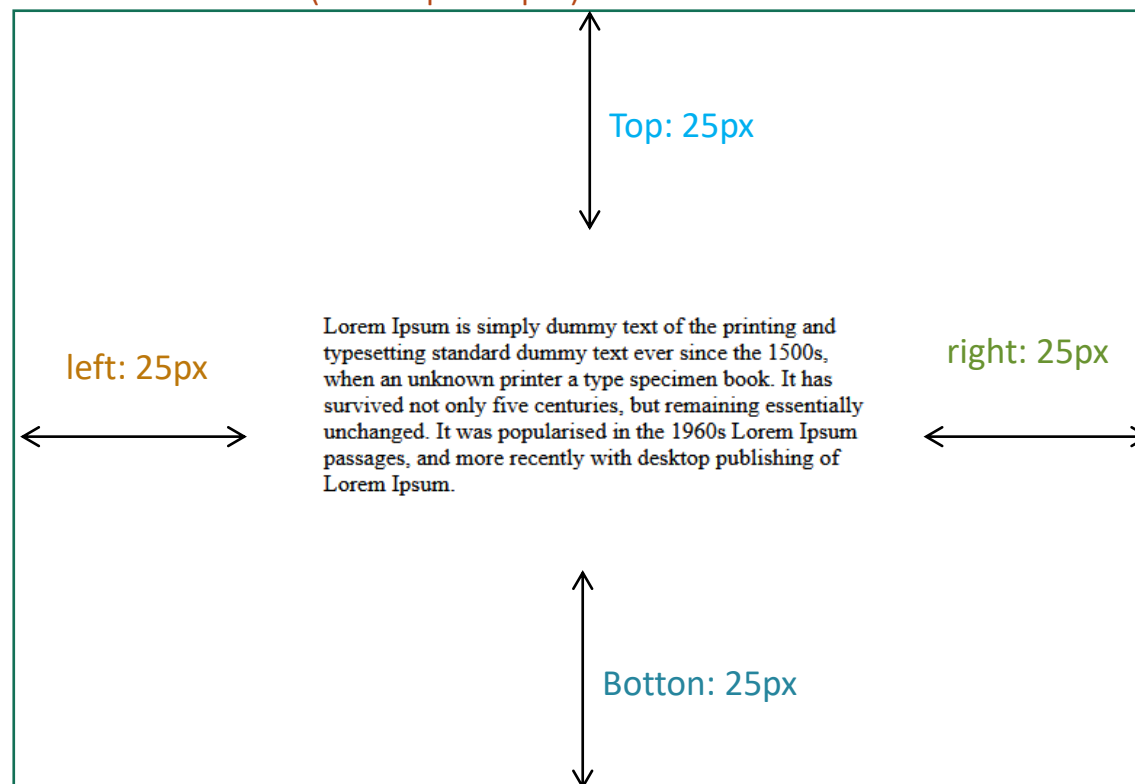 Top: 25px
Lorem Ipsum is simply dummy text of the printing and
typesetting standard dummy text ever since the 1500s,
when an unknown printer a type specimen book. It has
survived not only five centuries, but remaining essentially
unchanged. It was popularised in the 1960s Lorem Ipsum
passages, and more recently with desktop publishing of
Lorem Ipsum.
left: 25px
right: 25px
Botton: 25px